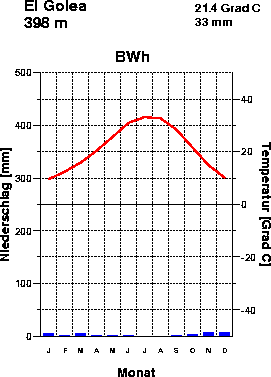 El Golea
398 m
21.4 Grad C
33 mm
BWh
500
400
300
200
100
0
Niederschlag [mm]
40
20
0
-20
-40
Temperatur [Grad C]
J F M A M J J A S O N D
Monat